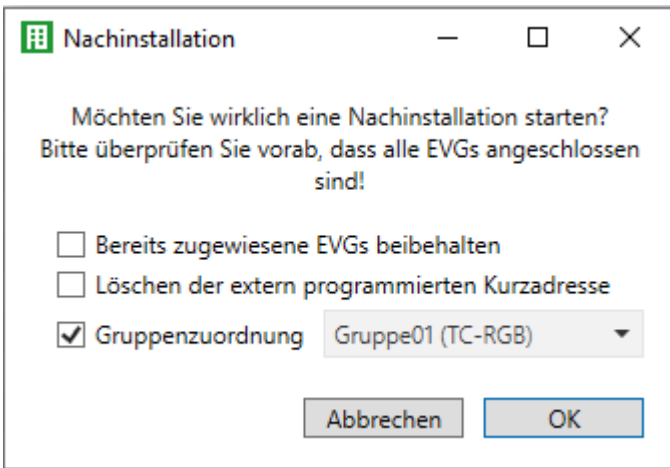 Nachinstallation
Möchten Sie wirklich eine Nachinstallation starten?
Bitte überprüfen Sie vorab, dass alle EVGs angeschlossen
sind!
Bereits zugewiesene EVGs beibehalten
Löschen der extern programmierten Kurzadresse
Gruppenzuordnung Gruppe01 (TC-RGB)
Abbrechen OK